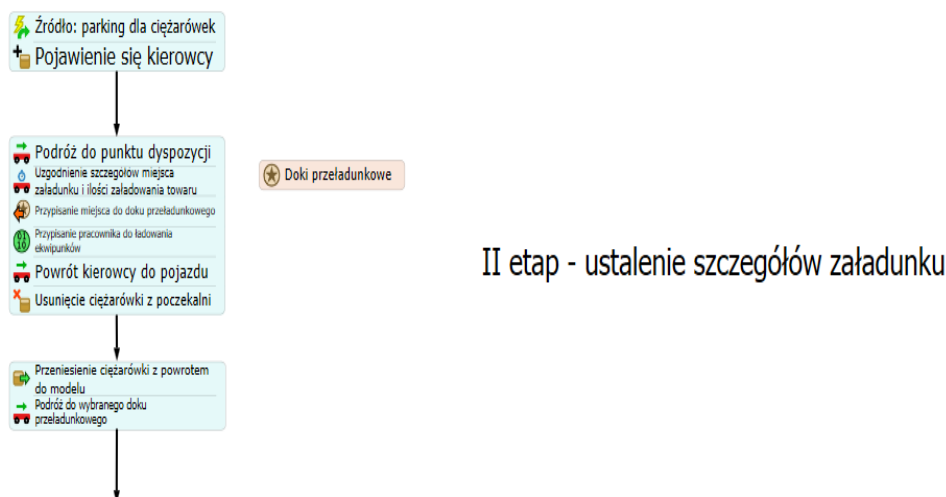 Źródło: parking dla ciężarówek
Pojawienie się kierowcy
Podróż do punktu dyspozycji
Uzgodnienie szczegółów miejsca
załadunku i ilości załadowania towaru
Przypisanie miejsca do doku przeładunkowego
Przypisanie pracownika do ładowania
ekwipunków
Powrót kierowcy do pojazdu
Usunięcie ciężarówki z poczekalni
Doki przeładunkowe
II etap - ustalenie szczegółów załadunku
Przeniesienie ciężarówki z powrotem
do modelu
Podróż do wybranego doku
przeładunkowego